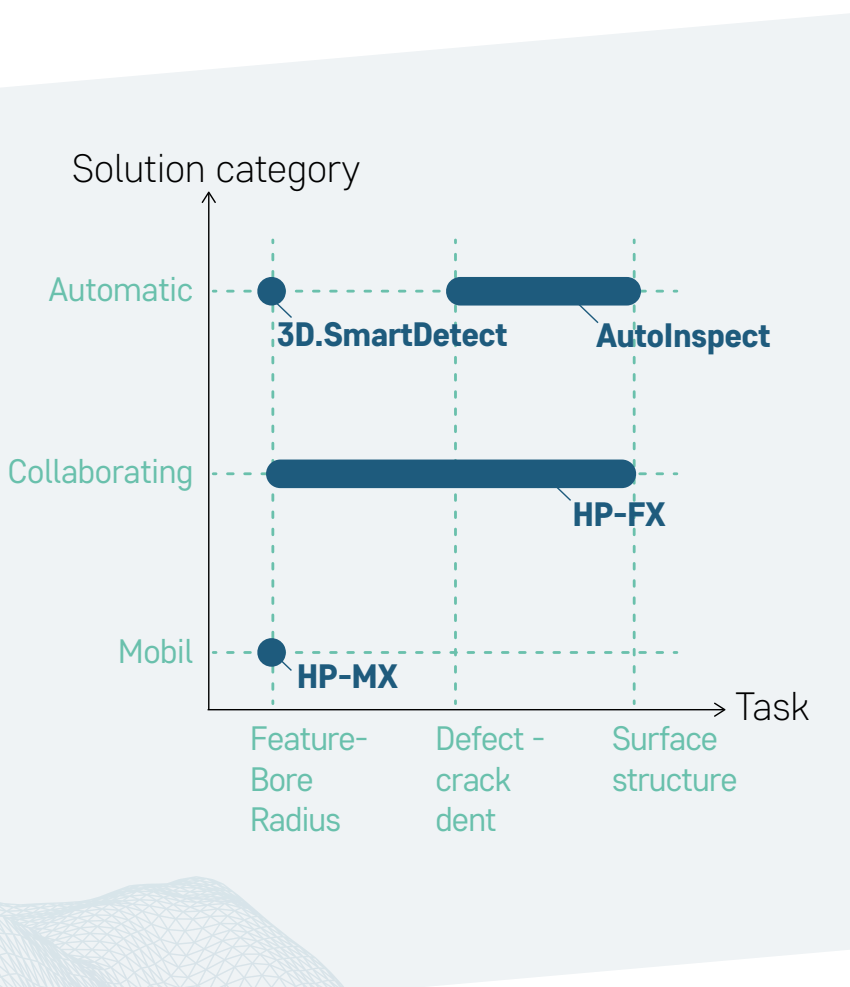 Solution category
Automatic
3D.SmartDetect
AutoInspect
Collaborating
HP-FX
Mobil
HP-MX
Task
Feature-
Bore
Radius
Defect -
crack
dent
Surface
structure